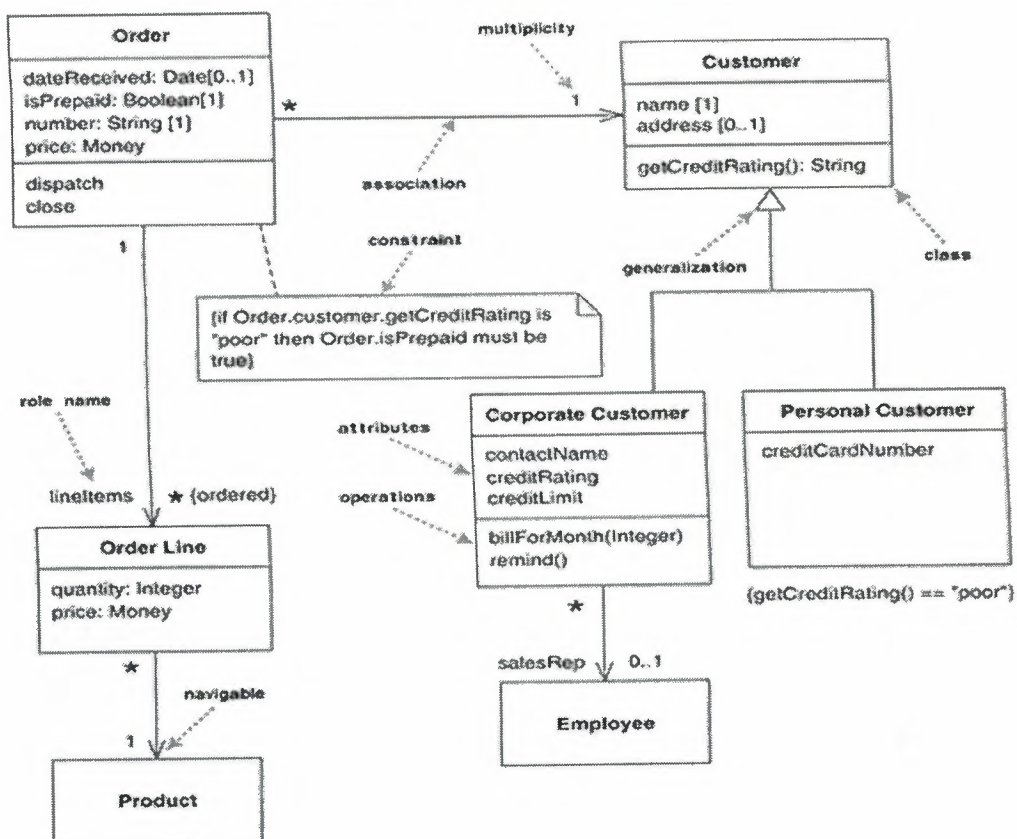 Order
dateReceived: Date[0..1]
isPrepaid: Boolean[1]
number: String [1]
price: Money
dispatch
close
multiplicity
*
1
association
Customer
name [1]
address [0..1]
getCreditRating(): String
generalization
class
1
constraint
{if Order.customer.getCreditRating is
"poor" then Order.isPrepaid must be
true}
role name
lineItems
* {ordered}
Order Line
quantity: Integer
price: Money
*
navigable
1
Product
attributes
operations
Corporate Customer
contactName
creditRating
creditLimit
billForMonth(Integer)
remind()
*
salesRep
0..1
Employee
Personal Customer
creditCardNumber
{getCreditRating() == "poor"}